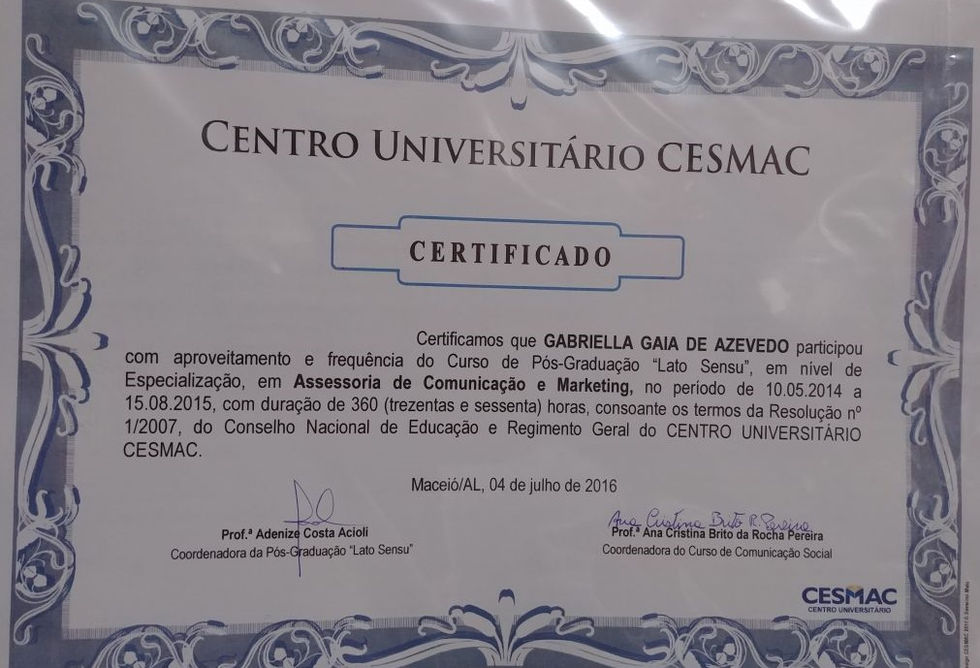 CENTRO UNIVERSITÁRIO CESMAC
CERTIFICADO
Certificamos que GABRIELLA GAIA DE AZEVEDO participou
com aproveitamento e frequência do Curso de Pós-Graduação “Lato Sensu”, em nível de
Especialização, em Assessoria de Comunicação e Marketing, no período de 10.05.2014 a
15.08.2015, com duração de 360 (trezentas e sessenta) horas, consoante os termos da Resolução nº
1/2007, do Conselho Nacional de Educação e Regimento Geral do CENTRO UNIVERSITÁRIO
CESMAC.
Maceió/AL, 04 de julho de 2016
Prof.ª Adenize Costa Acioli
Coordenadora da Pós-Graduação “Lato Sensu”
Ana Cristina Brito R. Pereira
Prof.ª Ana Cristina Brito da Rocha Pereira
Coordenadora do Curso de Comunicação Social
CESMAC
CENTRO UNIVERSITÁRIO